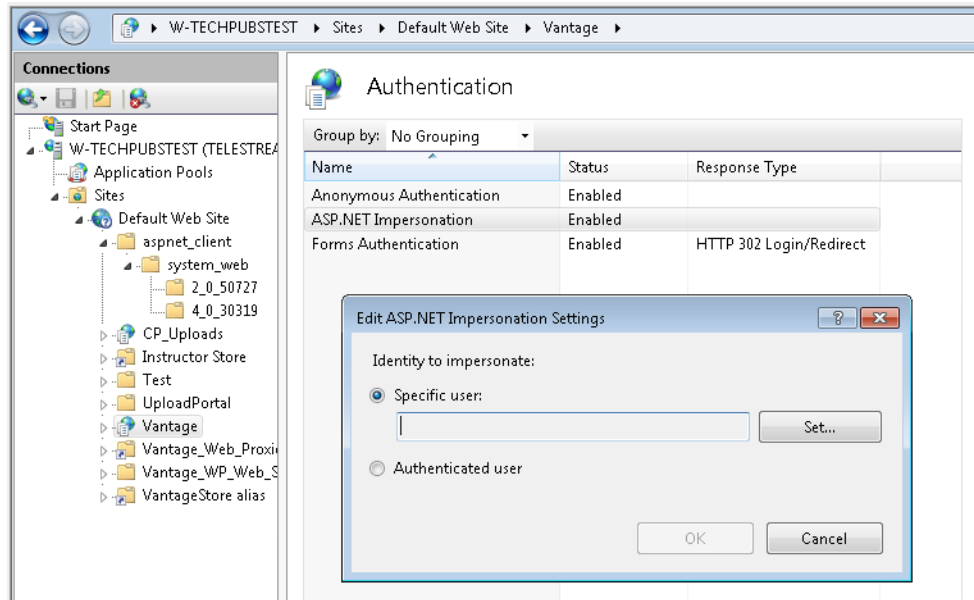 W-TECHPUBSTEST Sites Default Web Site Vantage
Connections
Start Page
W-TECHPUBSTEST (TELESTREA
Application Pools
Sites
Default Web Site
aspnet_client
system_web
2_0_50727
4_0_30319
CP_Uploads
Instructor Store
Test
UploadPortal
Vantage
Vantage_Web_Proxi
Vantage_WP_Web_S
VantageStore alias
Authentication
Group by: No Grouping
Name Status Response Type
Anonymous Authentication Enabled
ASP.NET Impersonation Enabled
Forms Authentication Enabled HTTP 302 Login/Redirect
Edit ASP.NET Impersonation Settings
Identity to impersonate:
Specific user:
Set...
Authenticated user
OK Cancel